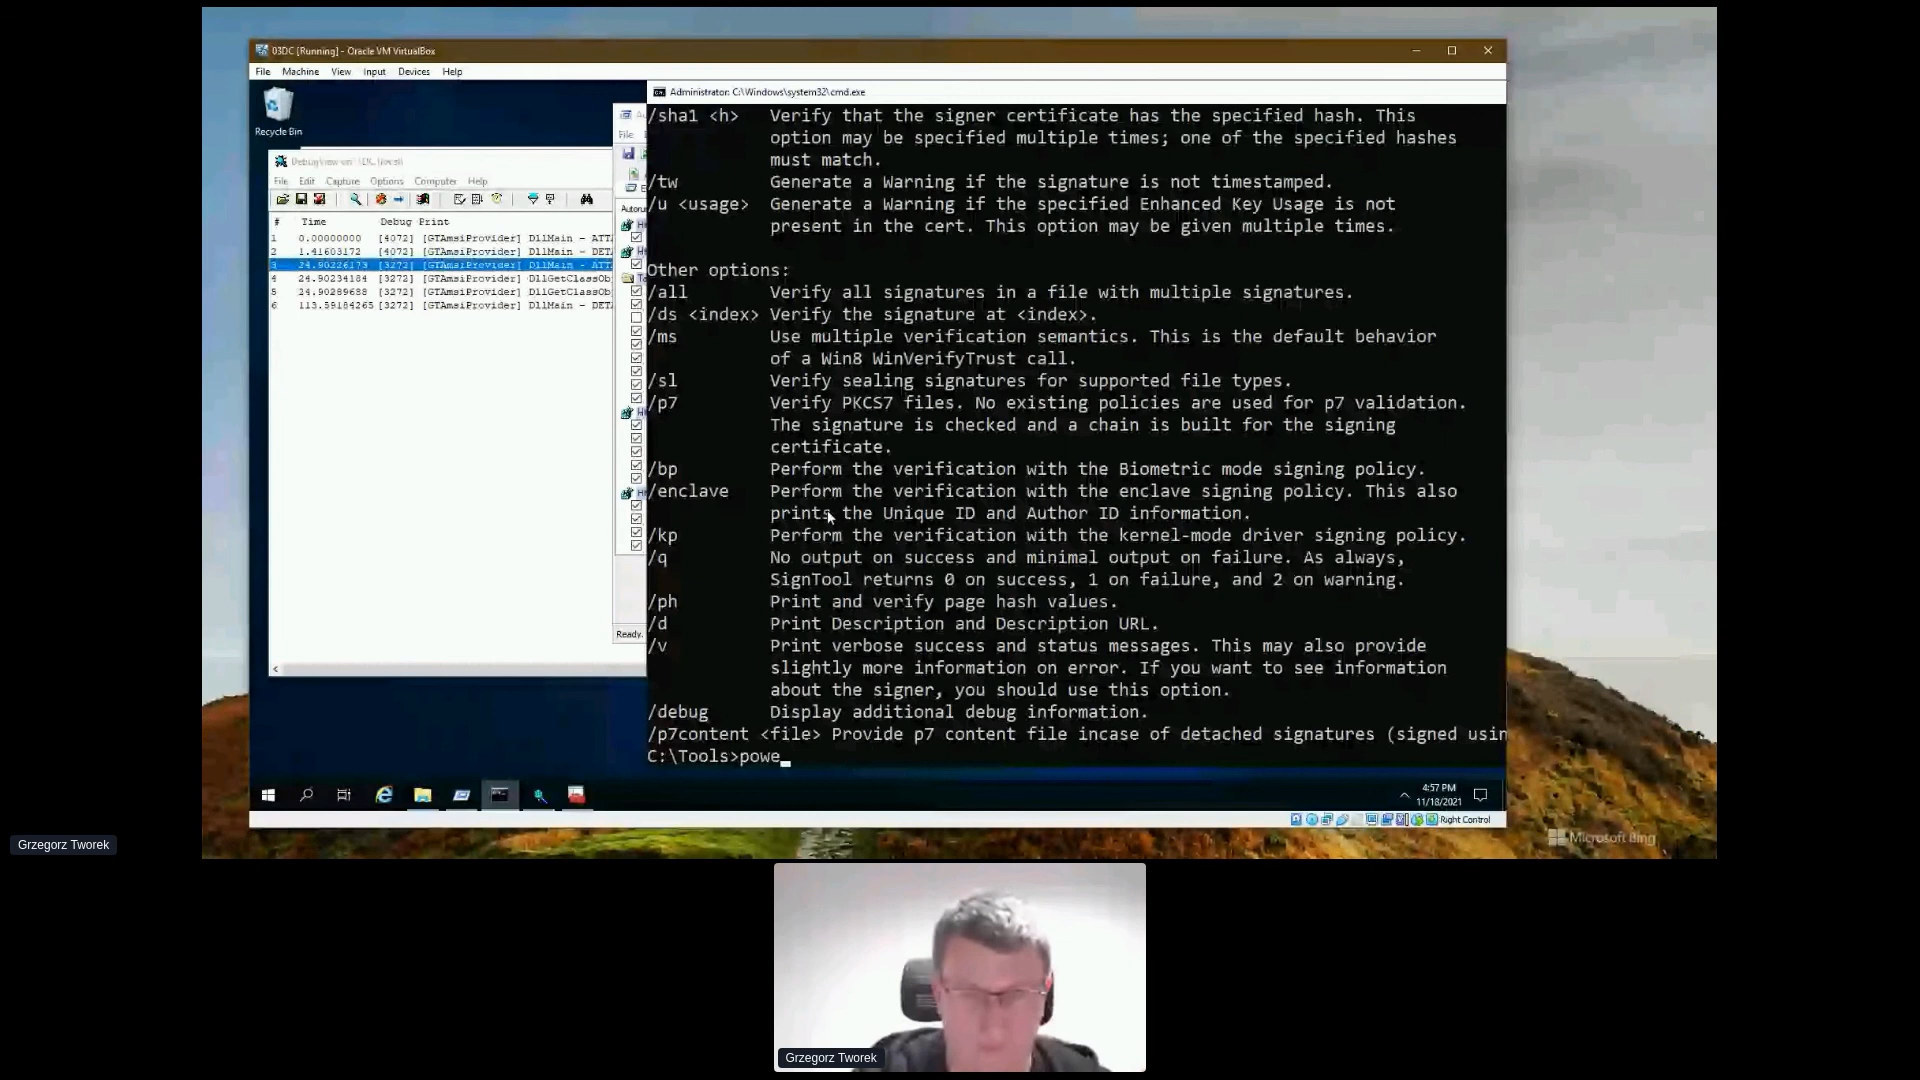 03DC [Running] - Oracle VM VirtualBox
File Machine View Input Devices Help
Recycle Bin
Administrator: C:\Windows\system32\cmd.exe
/sha1 <h> Verify that the signer certificate has the specified hash. This
option may be specified multiple times; one of the specified hashes
must match.
/tw Generate a Warning if the signature is not timestamped.
/u <usage> Generate a Warning if the specified Enhanced Key Usage is not
present in the cert. This option may be given multiple times.
Other options:
/all Verify all signatures in a file with multiple signatures.
/ds <index> Verify the signature at <index>.
/ms Use multiple verification semantics. This is the default behavior
of a Win8 WinVerifyTrust call.
/sl Verify sealing signatures for supported file types.
/p7 Verify PKCS7 files. No existing policies are used for p7 validation.
The signature is checked and a chain is built for the signing
certificate.
/bp Perform the verification with the Biometric mode signing policy.
/enclave Perform the verification with the enclave signing policy. This also
prints the Unique ID and Author ID information.
/kp Perform the verification with the kernel-mode driver signing policy.
/q No output on success and minimal output on failure. As always,
SignTool returns 0 on success, 1 on failure, and 2 on warning.
/ph Print and verify page hash values.
/d Print Description and Description URL.
/v Print verbose success and status messages. This may also provide
slightly more information on error. If you want to see information
about the signer, you should use this option.
/debug Display additional debug information.
/p7content <file> Provide p7 content file incase of detached signatures (signed usin
C:\Tools>powe
File Edit Capture Options Computer Help
# Time Debug Print
1 0.00000000 [4072] [GTAmsiProvider] DllMain - ATTA
2 1.41603172 [4072] [GTAmsiProvider] DllMain - DETA
3 24.90226173 [3272] [GTAmsiProvider] DllMain - ATTA
4 24.90234184 [3272] [GTAmsiProvider] DllGetClassObj
5 24.90289688 [3272] [GTAmsiProvider] DllGetClassObj
6 113.59184265 [3272] [GTAmsiProvider] DllMain - DETA
File
Autorun
Ready.
4:57 PM
11/18/2021
Right Control
Microsoft Bing
Grzegorz Tworek
Grzegorz Tworek